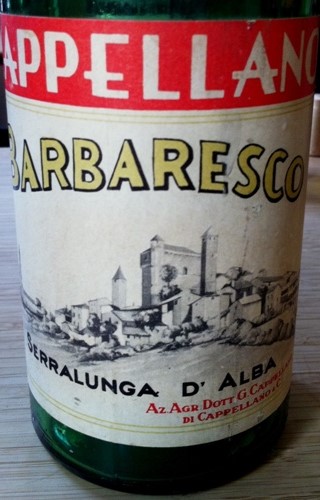 APPELLANO
BARBARESCO
SERRALUNGA D'ALBA
AZ. AGR. DOTT. G. 
DI CAPPELLANO